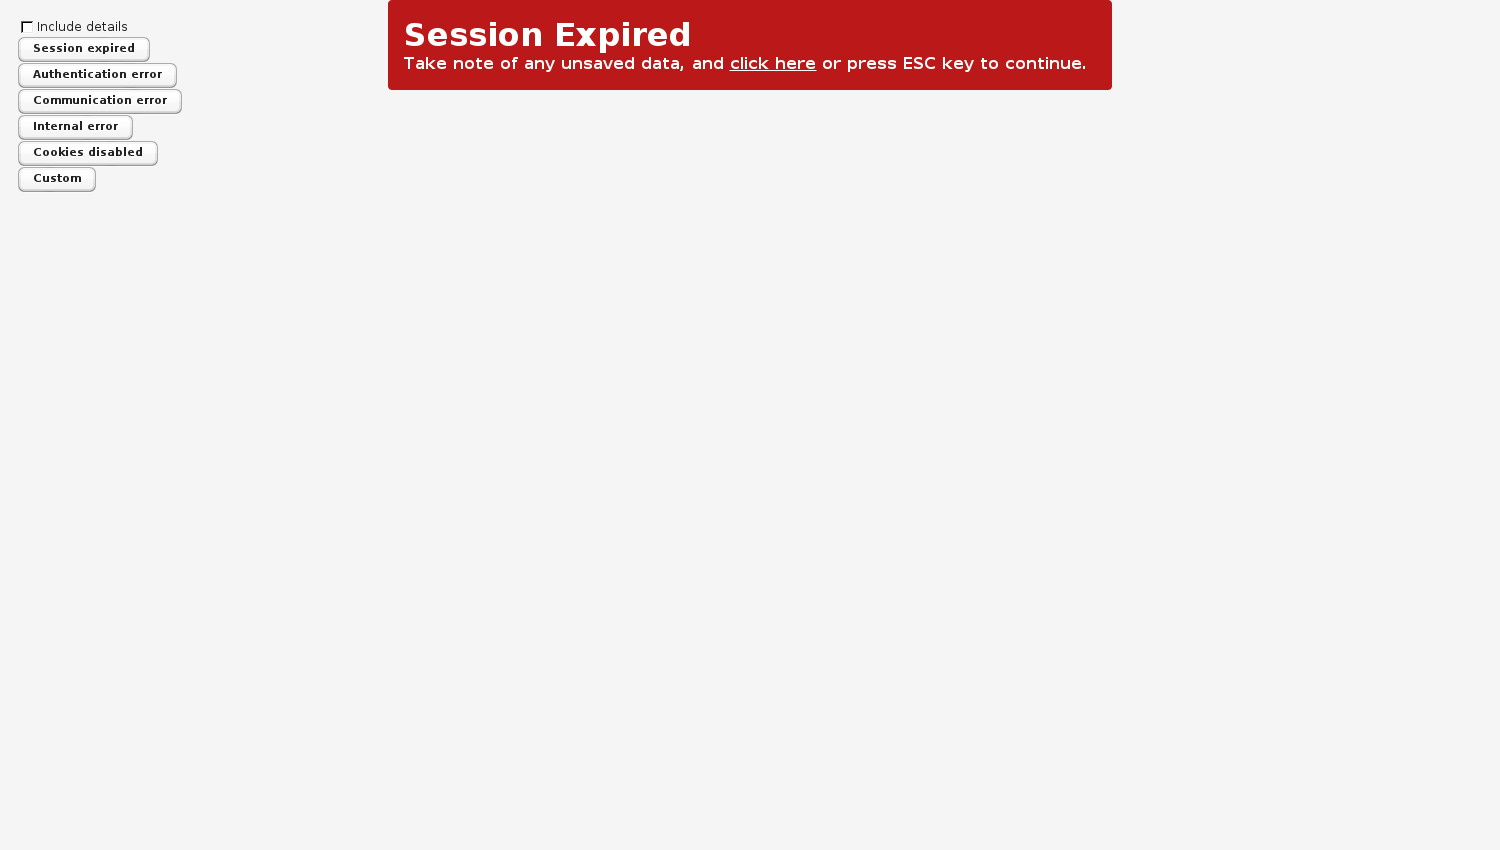 Include details
Session expired
Authentication error
Communication error
Internal error
Cookies disabled
Custom
Session Expired
Take note of any unsaved data, and click here or press ESC key to continue.